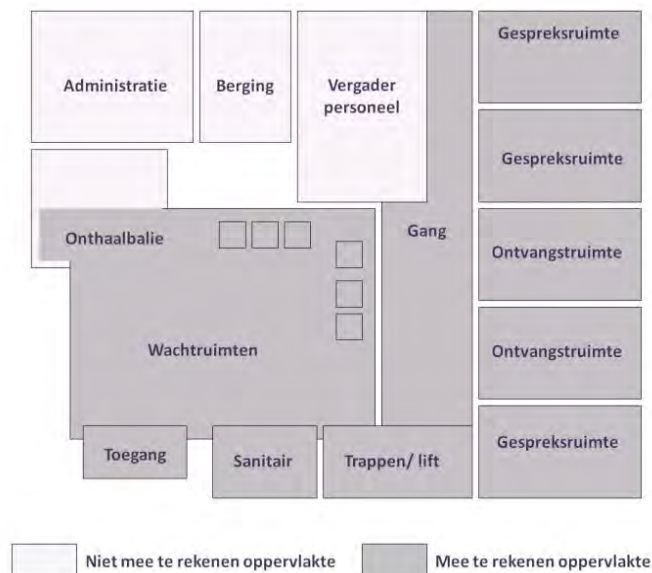 Administratie
Berging
Vergader
personeel
Gespreksruimte
Gespreksruimte
Onthaalbalie
Gang
Ontvangstruimte
Wachtruimten
Ontvangstruimte
Toegang
Sanitair
Trappen/ lift
Gespreksruimte
Niet mee te rekenen oppervlakte
Mee te rekenen oppervlakte